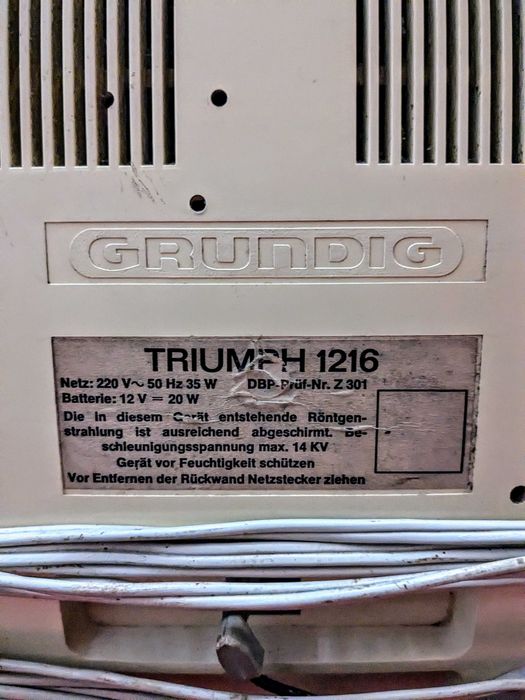 GRUNDIG
TRIUMPH 1216
Netz: 220 V~ 50 Hz 35 W DBP-Prüf-Nr. Z 301
Batterie: 12 V = 20 W
Die in diesem Gerät entstehende Röntgen-
strahlung ist ausreichend abgeschirmt. Be-
schleunigungsspannung max. 14 KV
Gerät vor Feuchtigkeit schützen
Vor Entfernen der Rückwand Netzstecker ziehen